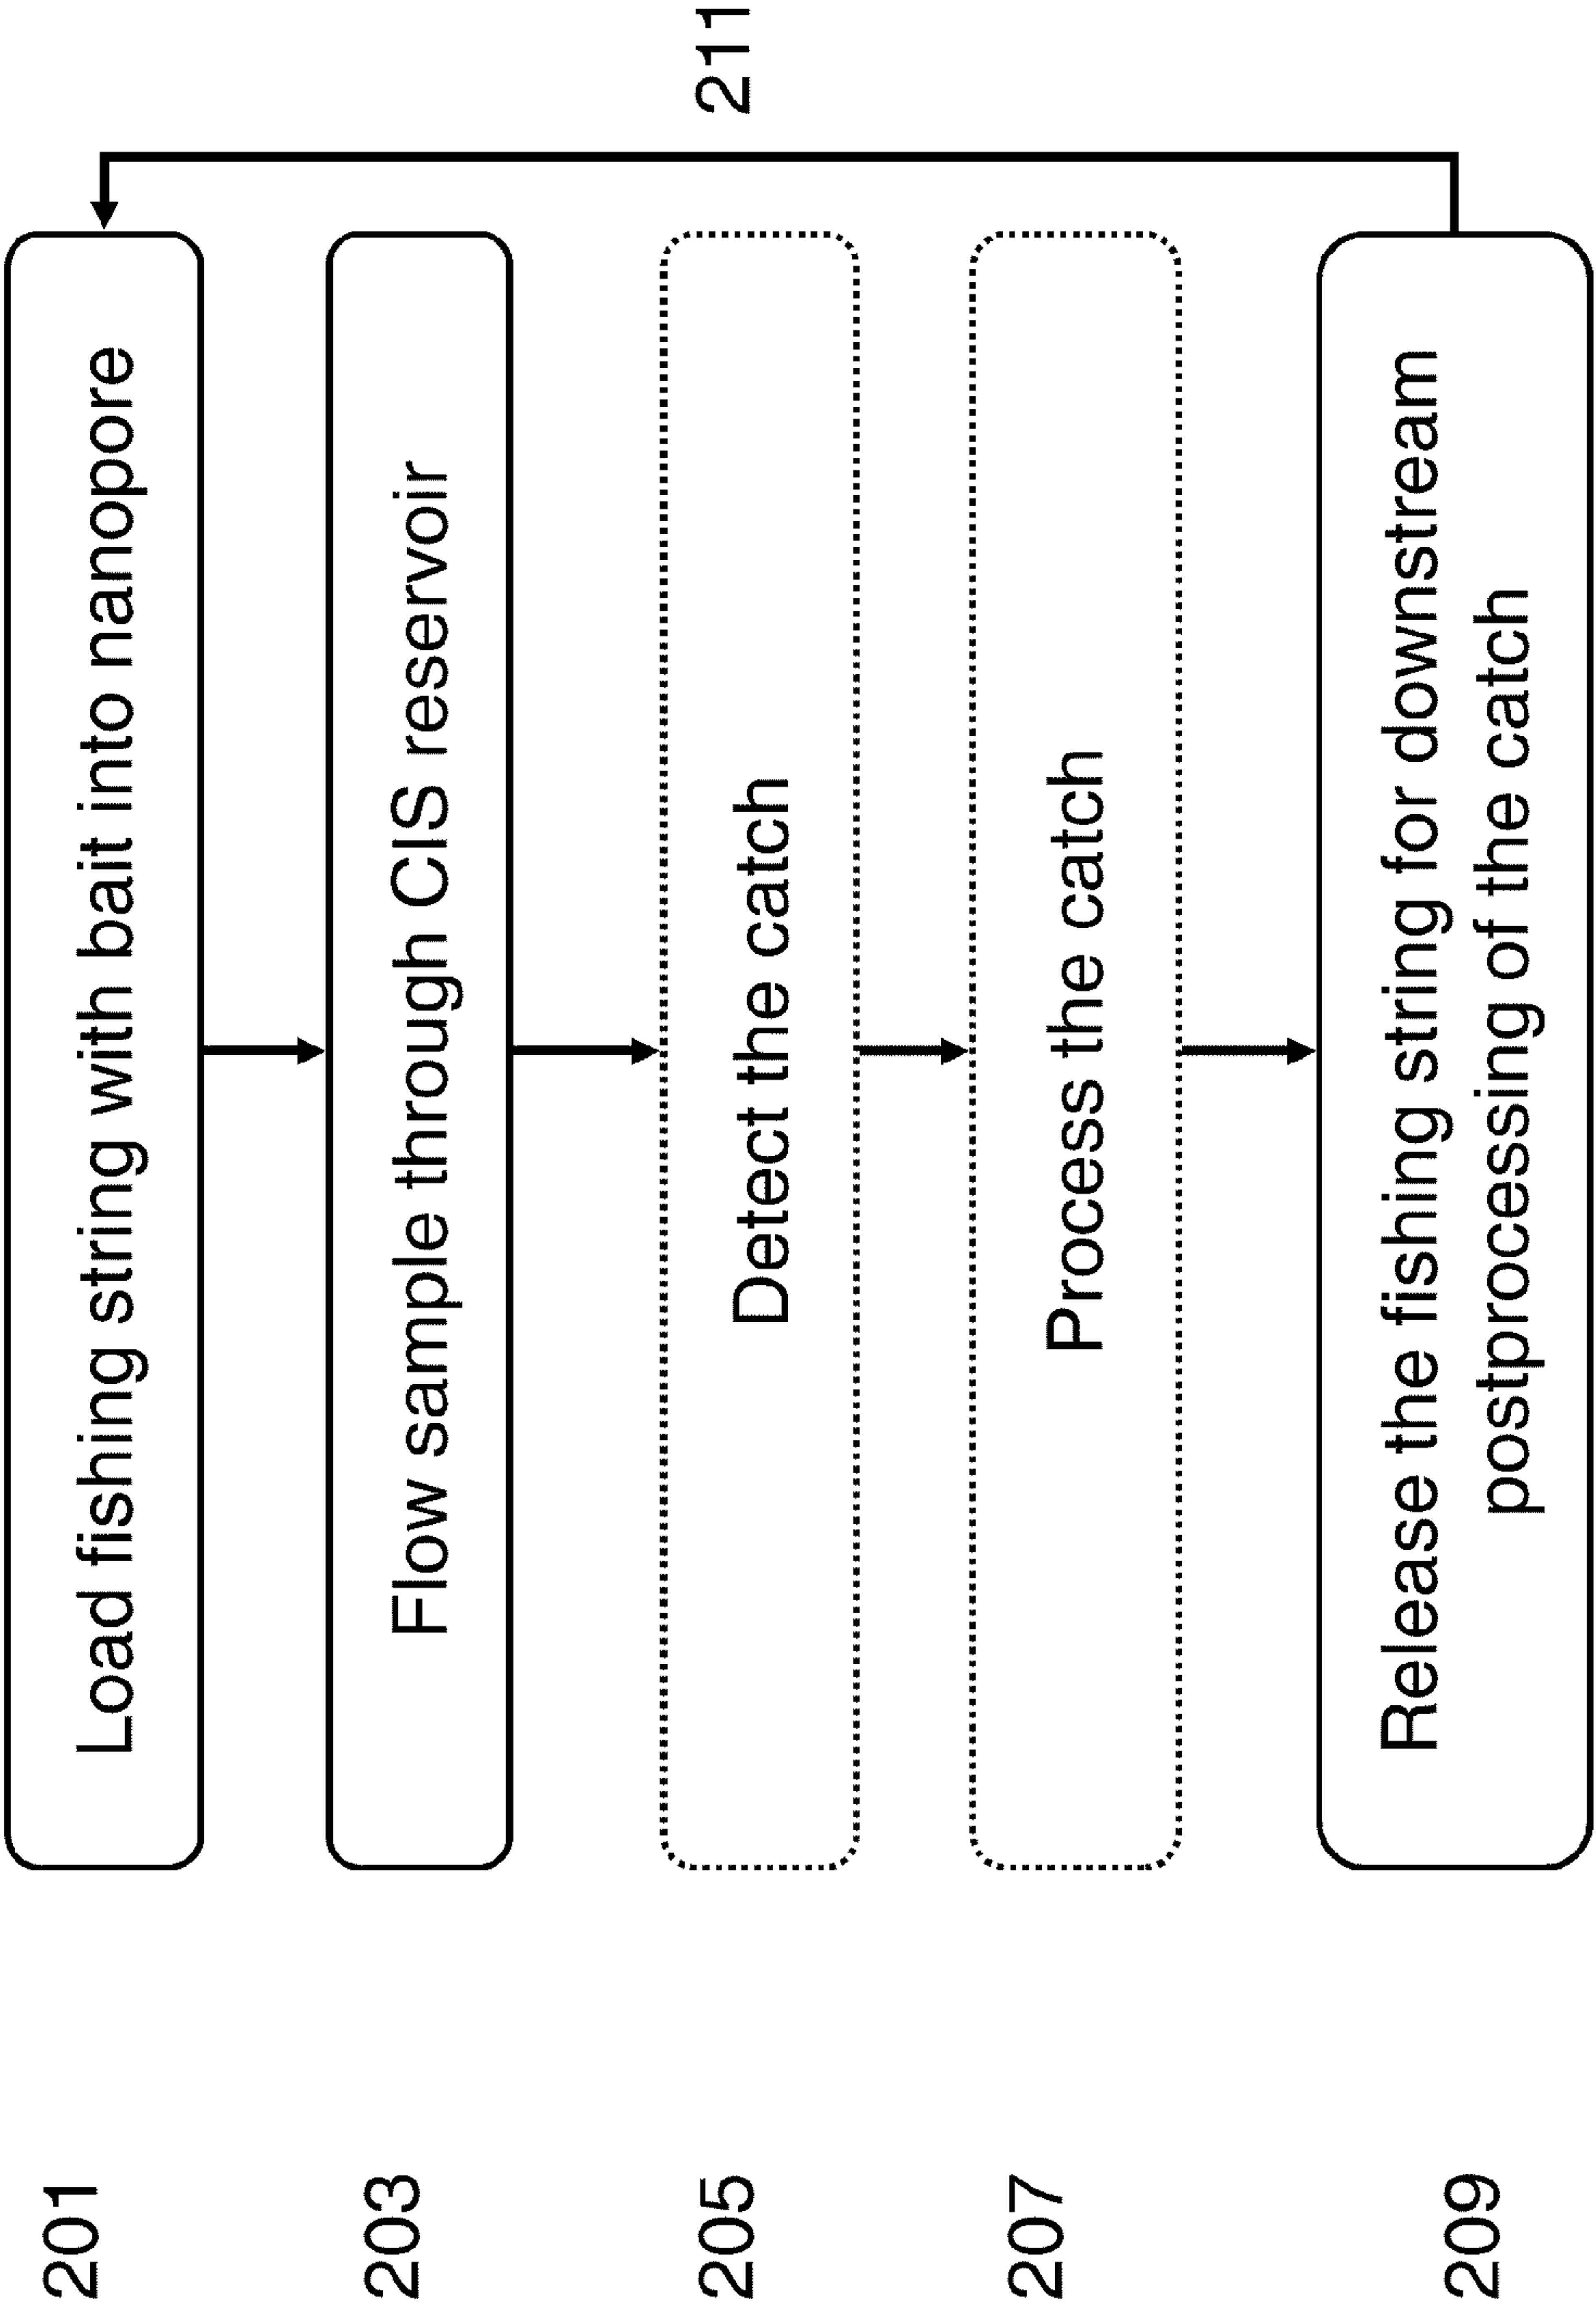 201
Load fishing string with bait into nanopore
203
Flow sample through CIS reservoir
205
Detect the catch
207
Process the catch
209
Release the fishing string for downstream
postprocessing of the catch
211